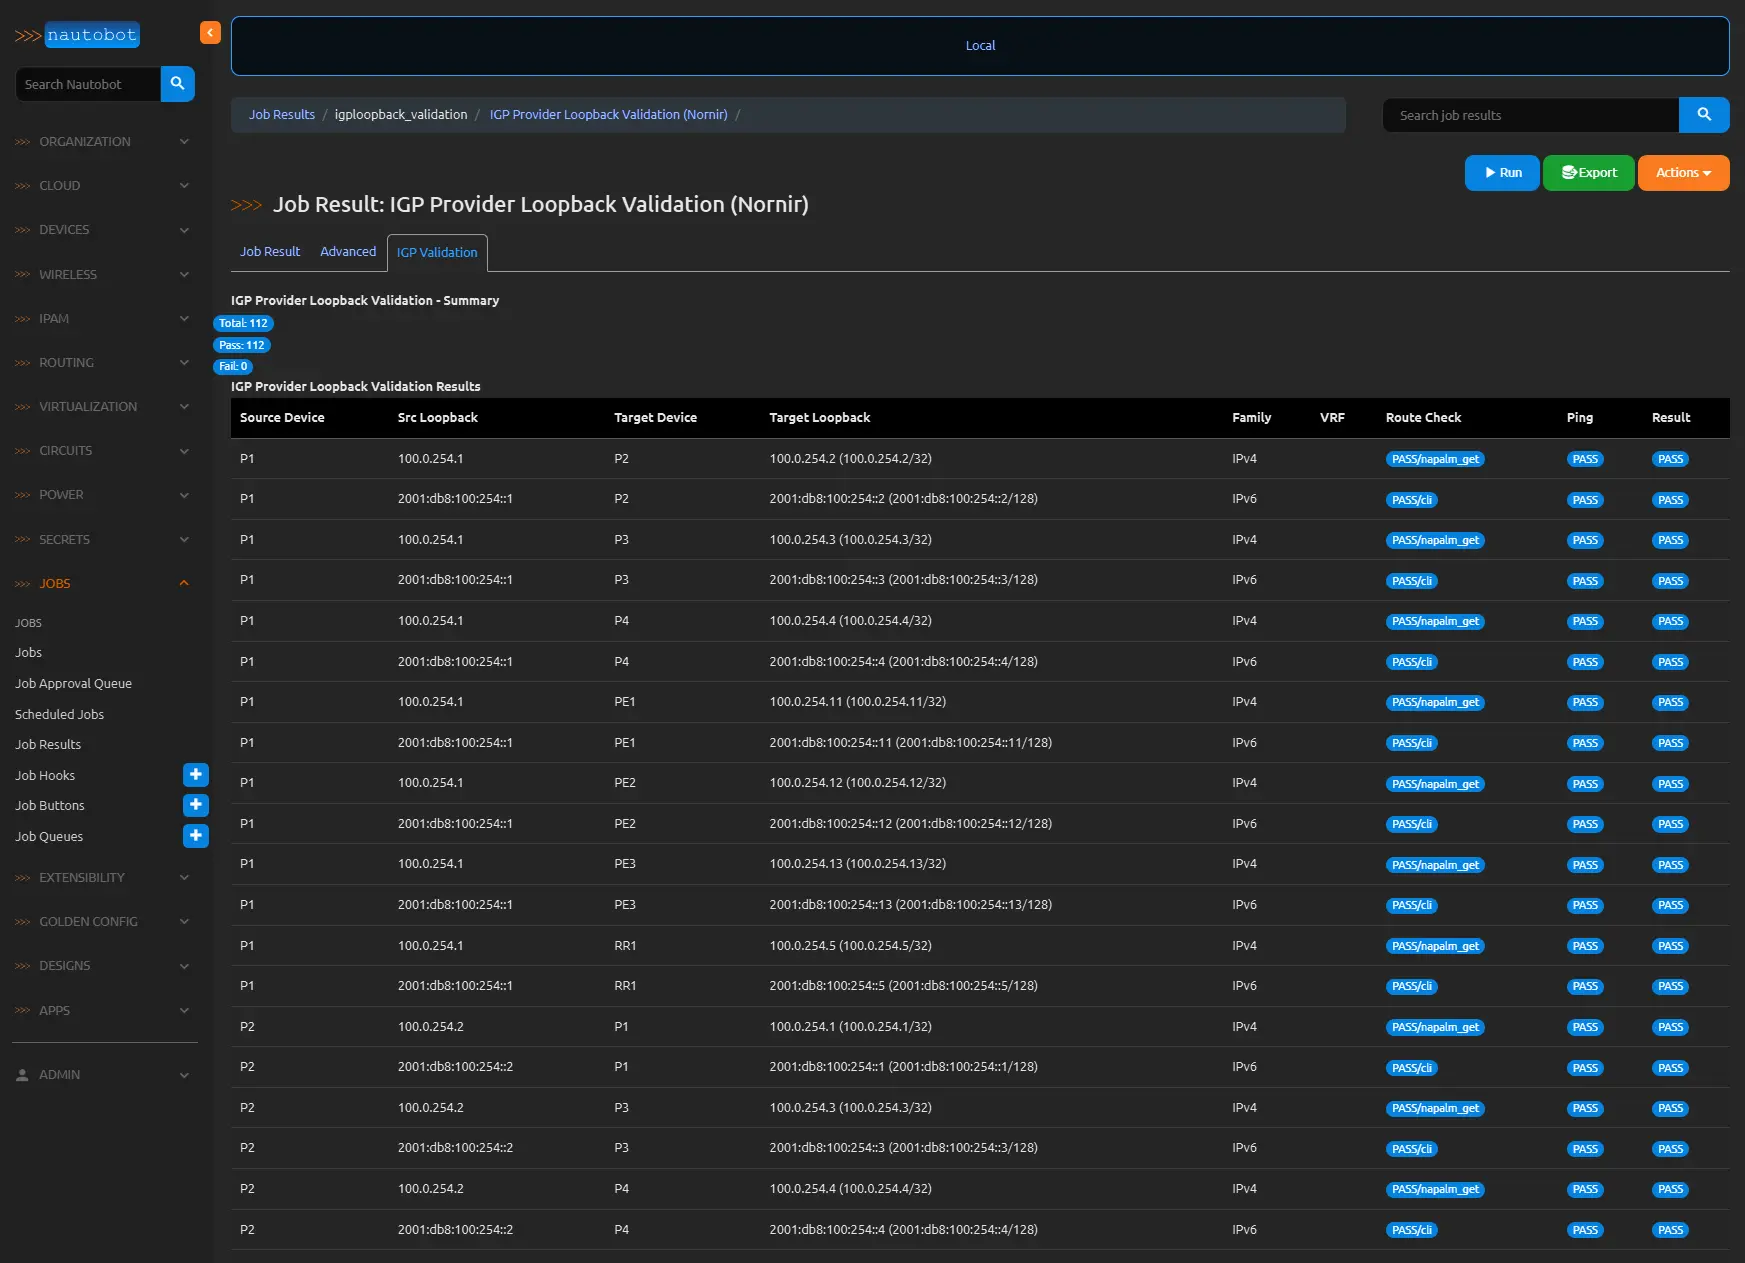 >>> nautobot
Search Nautobot
>>> ORGANIZATION
>>> CLOUD
>>> DEVICES
>>> WIRELESS
>>> IPAM
>>> ROUTING
>>> VIRTUALIZATION
>>> CIRCUITS
>>> POWER
>>> SECRETS
>>> JOBS
JOBS
Jobs
Job Approval Queue
Scheduled Jobs
Job Results
Job Hooks
Job Buttons
Job Queues
>>> EXTENSIBILITY
>>> GOLDEN CONFIG
>>> DESIGNS
>>> APPS
ADMIN
Local
Job Results / igploopback_validation / IGP Provider Loopback Validation (Nornir) /
Search job results
Run Export Actions
>>> Job Result: IGP Provider Loopback Validation (Nornir)
Job Result Advanced IGP Validation
IGP Provider Loopback Validation - Summary
Total: 112
Pass: 112
Fail: 0
IGP Provider Loopback Validation Results
Source Device Src Loopback Target Device Target Loopback Family VRF Route Check Ping Result
P1 100.0.254.1 P2 100.0.254.2 (100.0.254.2/32) IPv4 PASS/napalm_get PASS PASS
P1 2001:db8:100:254::1 P2 2001:db8:100:254::2 (2001:db8:100:254::2/128) IPv6 PASS/cli PASS PASS
P1 100.0.254.1 P3 100.0.254.3 (100.0.254.3/32) IPv4 PASS/napalm_get PASS PASS
P1 2001:db8:100:254::1 P3 2001:db8:100:254::3 (2001:db8:100:254::3/128) IPv6 PASS/cli PASS PASS
P1 100.0.254.1 P4 100.0.254.4 (100.0.254.4/32) IPv4 PASS/napalm_get PASS PASS
P1 2001:db8:100:254::1 P4 2001:db8:100:254::4 (2001:db8:100:254::4/128) IPv6 PASS/cli PASS PASS
P1 100.0.254.1 PE1 100.0.254.11 (100.0.254.11/32) IPv4 PASS/napalm_get PASS PASS
P1 2001:db8:100:254::1 PE1 2001:db8:100:254::11 (2001:db8:100:254::11/128) IPv6 PASS/cli PASS PASS
P1 100.0.254.1 PE2 100.0.254.12 (100.0.254.12/32) IPv4 PASS/napalm_get PASS PASS
P1 2001:db8:100:254::1 PE2 2001:db8:100:254::12 (2001:db8:100:254::12/128) IPv6 PASS/cli PASS PASS
P1 100.0.254.1 PE3 100.0.254.13 (100.0.254.13/32) IPv4 PASS/napalm_get PASS PASS
P1 2001:db8:100:254::1 PE3 2001:db8:100:254::13 (2001:db8:100:254::13/128) IPv6 PASS/cli PASS PASS
P1 100.0.254.1 RR1 100.0.254.5 (100.0.254.5/32) IPv4 PASS/napalm_get PASS PASS
P1 2001:db8:100:254::1 RR1 2001:db8:100:254::5 (2001:db8:100:254::5/128) IPv6 PASS/cli PASS PASS
P2 100.0.254.2 P1 100.0.254.1 (100.0.254.1/32) IPv4 PASS/napalm_get PASS PASS
P2 2001:db8:100:254::2 P1 2001:db8:100:254::1 (2001:db8:100:254::1/128) IPv6 PASS/cli PASS PASS
P2 100.0.254.2 P3 100.0.254.3 (100.0.254.3/32) IPv4 PASS/napalm_get PASS PASS
P2 2001:db8:100:254::2 P3 2001:db8:100:254::3 (2001:db8:100:254::3/128) IPv6 PASS/cli PASS PASS
P2 100.0.254.2 P4 100.0.254.4 (100.0.254.4/32) IPv4 PASS/napalm_get PASS PASS
P2 2001:db8:100:254::2 P4 2001:db8:100:254::4 (2001:db8:100:254::4/128) IPv6 PASS/cli PASS PASS